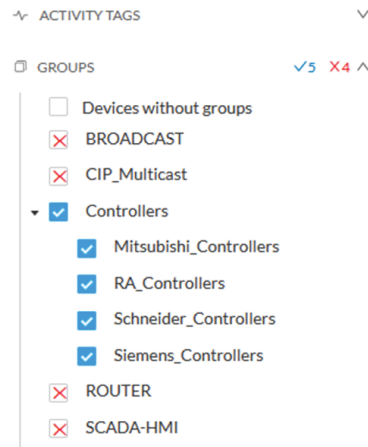 ACTIVITY TAGS
GROUPS 5 4
Devices without groups
BROADCAST
CIP_Multicast
Controllers
Mitsubishi_Controllers
RA_Controllers
Schneider_Controllers
Siemens_Controllers
ROUTER
SCADA-HMI